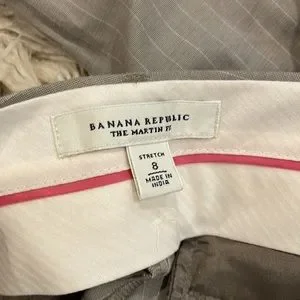 BANANA REPUBLIC
THE MARTIN FIT
STRETCH
8
MADE IN
INDIA